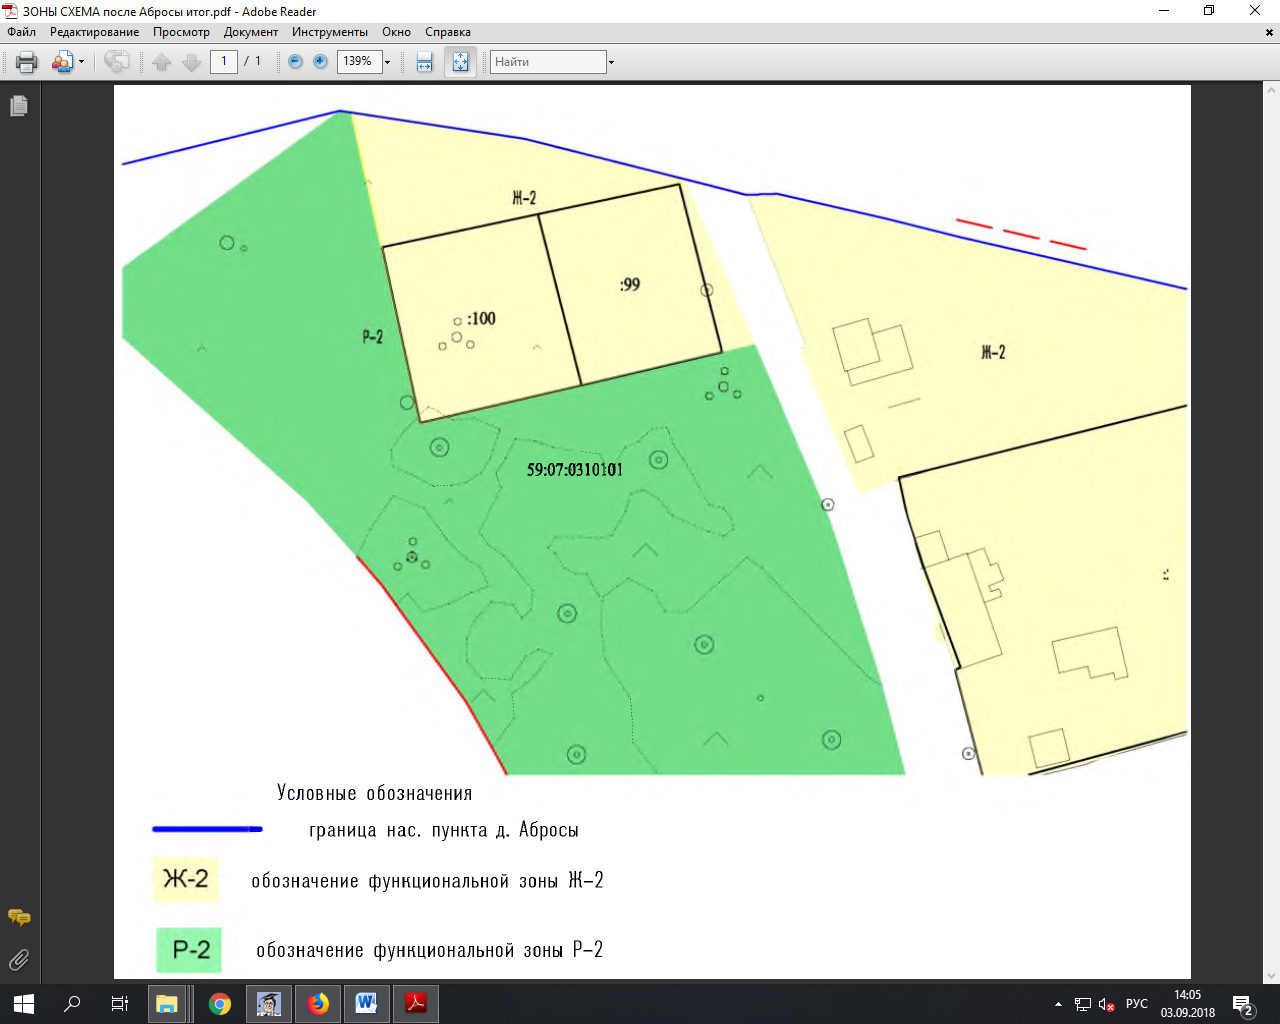 ЗОНЫ СХЕМА после Абросы итог.pdf - Adobe Reader
Файл Редактирование Просмотр Документ Инструменты Окно Справка
1 / 1 139% Найти
Ж-2
:99
:100
Р-2
Ж-2
59:07:0310101
Условные обозначения
граница нас. пункта д. Абросы
Ж-2 обозначение функциональной зоны Ж-2
Р-2 обозначение функциональной зоны Р-2
РУС
14:05
03.09.2018
2